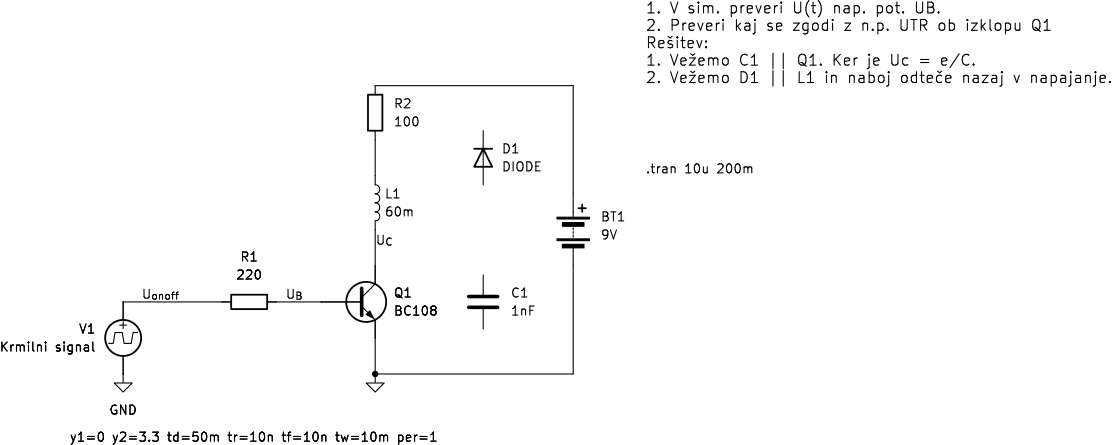 1. V sim. preveri U(t) nap. pot. UB.
2. Preveri kaj se zgodi z n.p. UTR ob izklopu Q1
Rešitev:
1. Vežemo C1 || Q1. Ker je Uc = e/C.
2. Vežemo D1 || L1 in naboj odteče nazaj v napajanje.
R2
100
D1
DIODE
.tran 10u 200m
L1
60m
BT1
9V
+
Uc
R1
220
Uonoff
UB
Q1
BC108
C1
1nF
V1
Krmilni signal
+
GND
y1=0 y2=3.3 td=50m tr=10n tf=10n tw=10m per=1